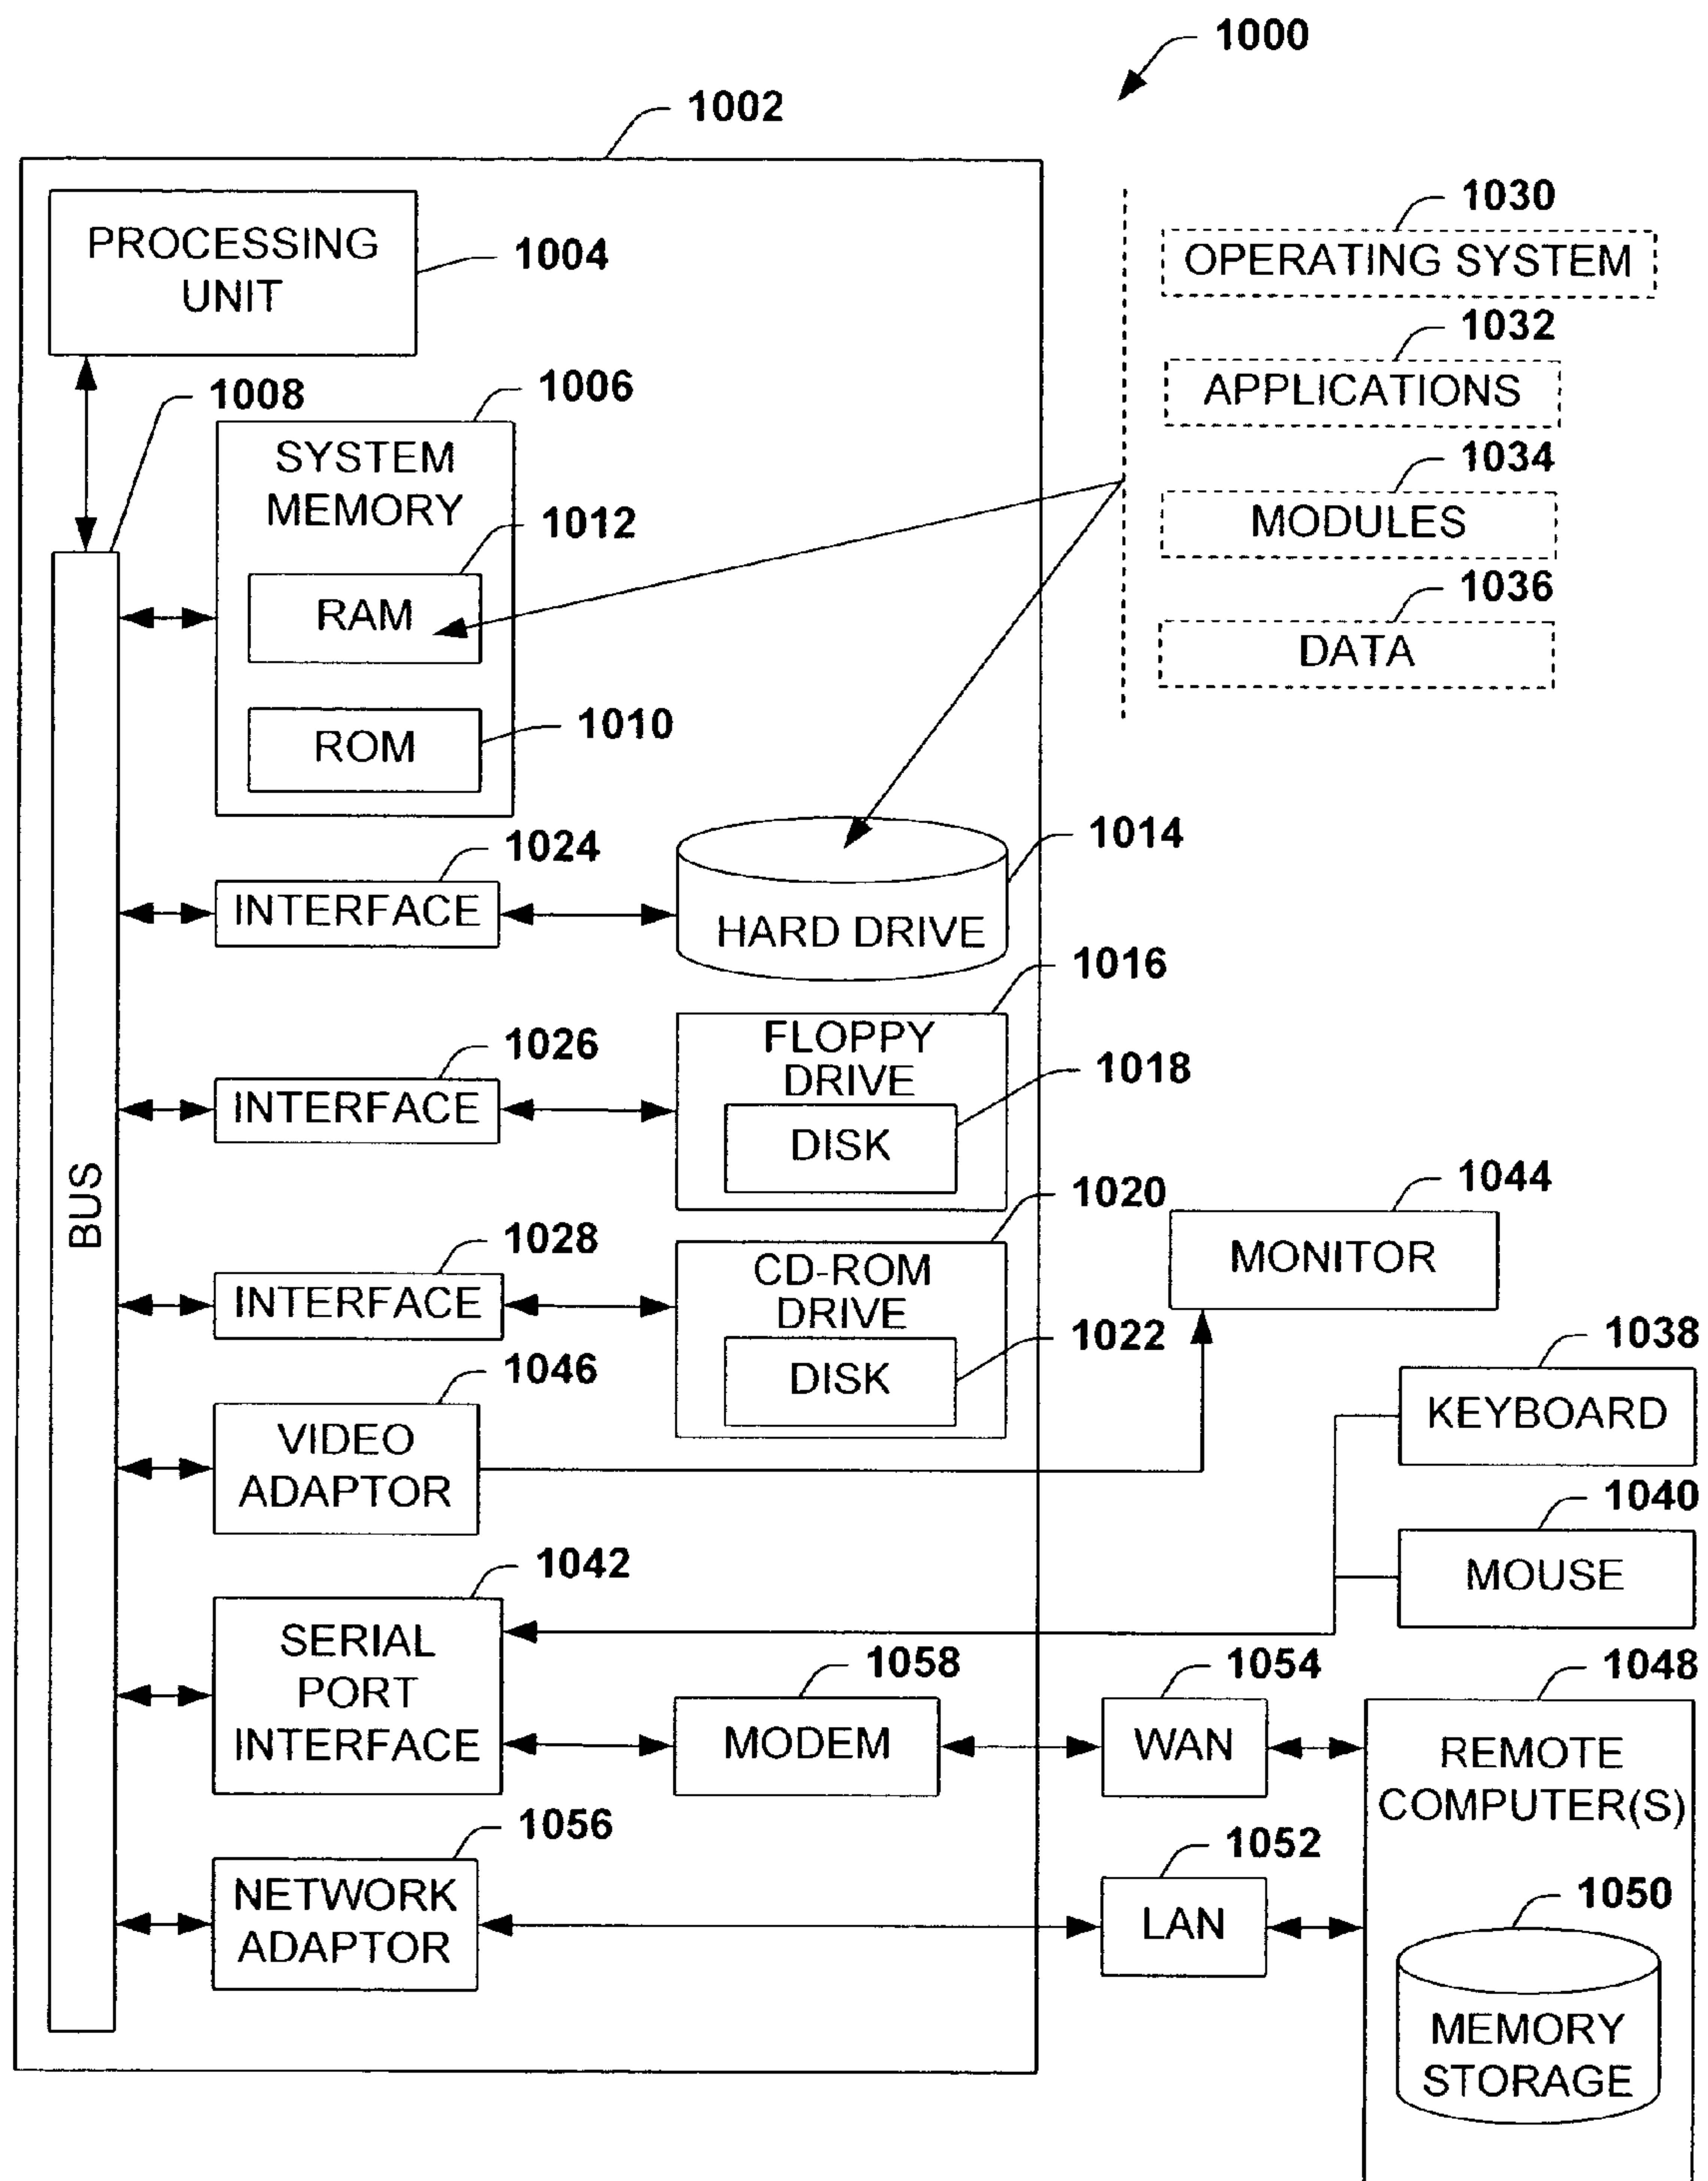 1000
1002
PROCESSING
UNIT
1004
1030
OPERATING SYSTEM
1032
APPLICATIONS
1034
MODULES
1036
DATA
1008
1006
SYSTEM
MEMORY
1012
RAM
1010
ROM
BUS
1024
INTERFACE
1014
HARD DRIVE
1026
INTERFACE
1016
FLOPPY
DRIVE
1018
DISK
1028
INTERFACE
1020
CD-ROM
DRIVE
1022
DISK
1044
MONITOR
1046
VIDEO
ADAPTOR
1038
KEYBOARD
1040
MOUSE
1042
SERIAL
PORT
INTERFACE
1058
MODEM
1054
WAN
1048
REMOTE
COMPUTER(S)
1056
NETWORK
ADAPTOR
1052
LAN
1050
MEMORY
STORAGE